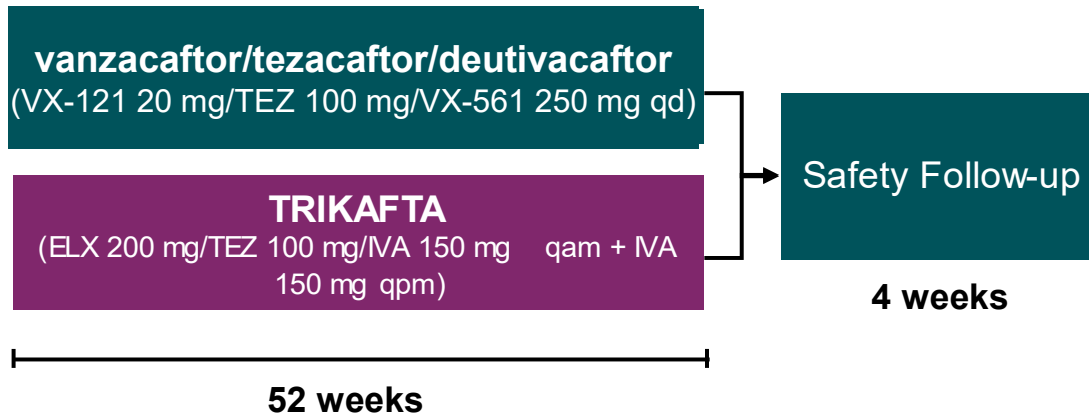 vanzacaftor/tezacaftor/deutivacaftor
(VX-121 20 mg/TEZ 100 mg/VX-561 250 mg qd)
TRIKAFTA
(ELX 200 mg/TEZ 100 mg/IVA 150 mg qam + IVA
150 mg qpm)
Safety Follow-up
4 weeks
52 weeks